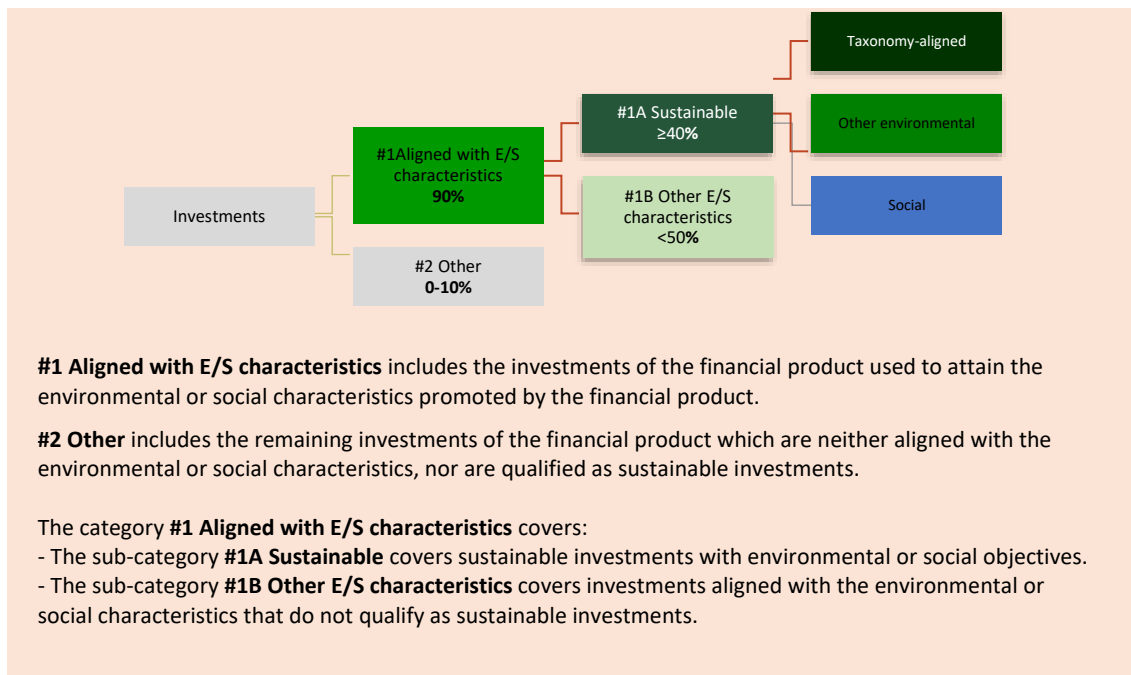 Taxonomy-aligned
#1A Sustainable
≥40%
Other environmental
#1Aligned with E/S
characteristics
90%
#1B Other E/S
characteristics
<50%
Social
Investments
#2 Other
0-10%
#1 Aligned with E/S characteristics includes the investments of the financial product used to attain the
environmental or social characteristics promoted by the financial product.
#2 Other includes the remaining investments of the financial product which are neither aligned with the
environmental or social characteristics, nor are qualified as sustainable investments.
The category #1 Aligned with E/S characteristics covers:
- The sub-category #1A Sustainable covers sustainable investments with environmental or social objectives.
- The sub-category #1B Other E/S characteristics covers investments aligned with the environmental or
social characteristics that do not qualify as sustainable investments.